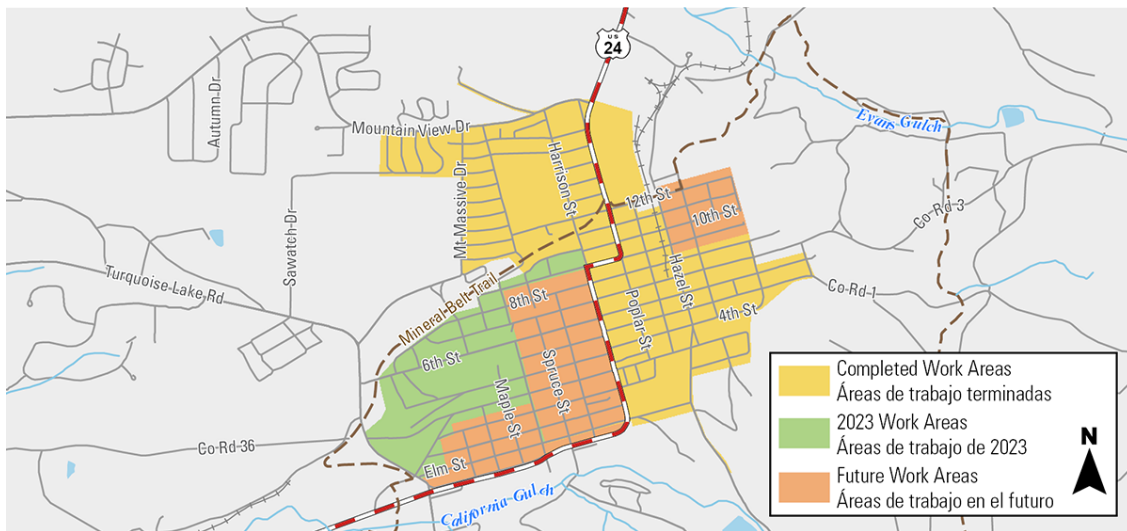 US
24
Evans Gulch
Autumn-Dr
Mountain View Dr
Harrison-St
Mt-Massive-Dr
12th St
10th St
Co-Rd 3
Sawatch-Dr
Turquoise Lake Rd
Hazel-St
Mineral-Belt-Trail
8th St
Poplar-St
4th-St
Co-Rd-1
6th St
Spruce-St
Maple-St
Co-Rd-36
Elm St
California Gulch
Completed Work Areas
Áreas de trabajo terminadas
2023 Work Areas
Áreas de trabajo de 2023
Future Work Areas
Áreas de trabajo en el futuro
N